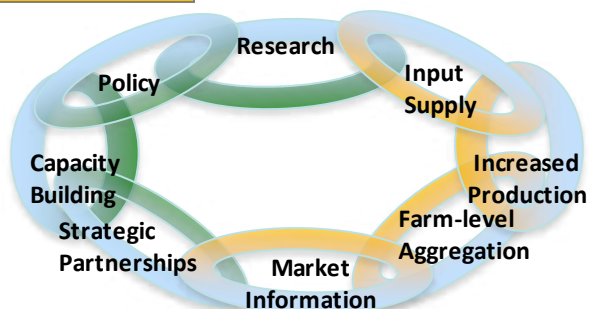 Research
Policy
Input
Supply
Capacity
Building
Increased
Production
Strategic
Partnerships
Farm-level
Aggregation
Market
Information